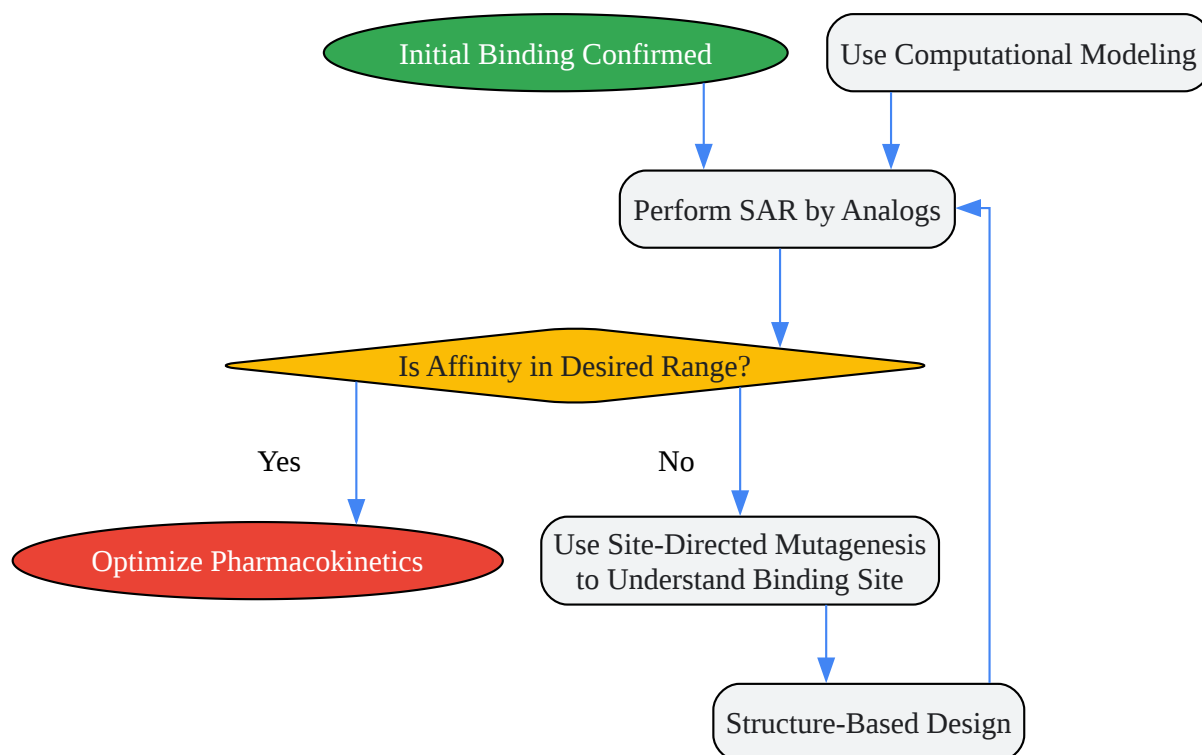 Initial Binding Confirmed
Use Computational Modeling
Perform SAR by Analogs
Is Affinity in Desired Range?
Yes
No
Optimize Pharmacokinetics
Use Site-Directed Mutagenesis
to Understand Binding Site
Structure-Based Design